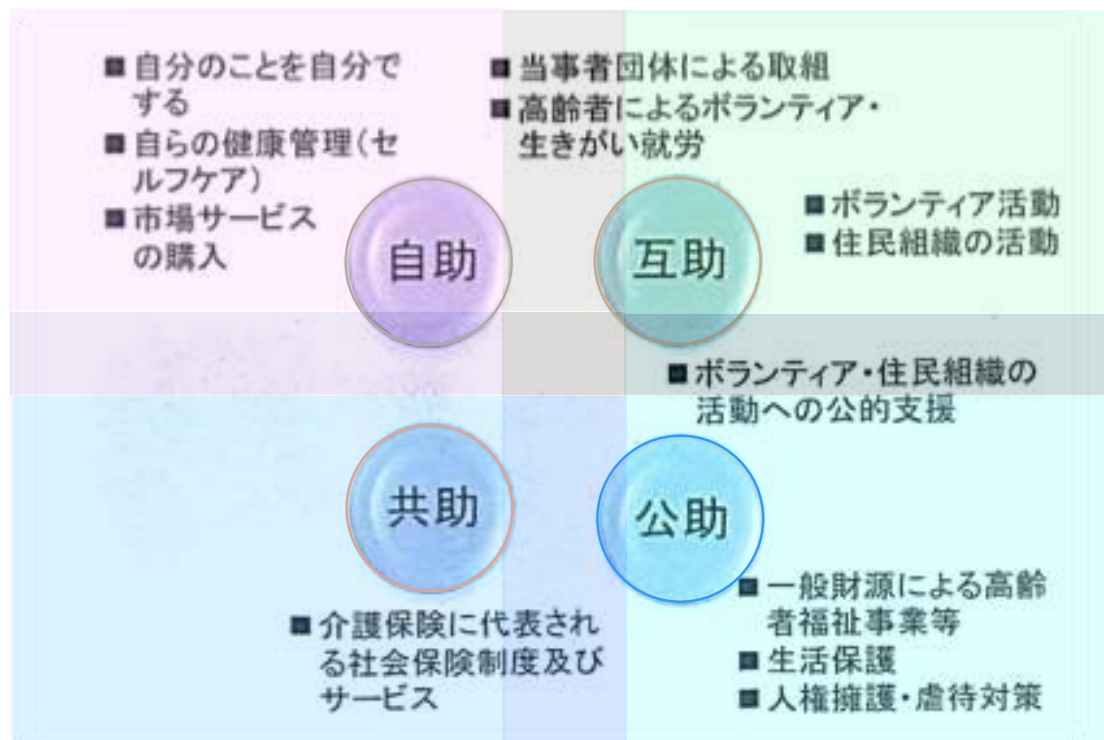 ■自分のことを自分で
する
■自らの健康管理(セ
ルフケア)
■市場サービス
の購入
■当事者団体による取組
■高齢者によるボランティア・
生きがい就労
■ボランティア活動
■住民組織の活動
自助
互助
■ボランティア・住民組織の
活動への公的支援
共助
公助
■介護保険に代表され
る社会保険制度及び
サービス
■一般財源による高齢
者福祉事業等
■生活保護
■人権擁護・虐待対策